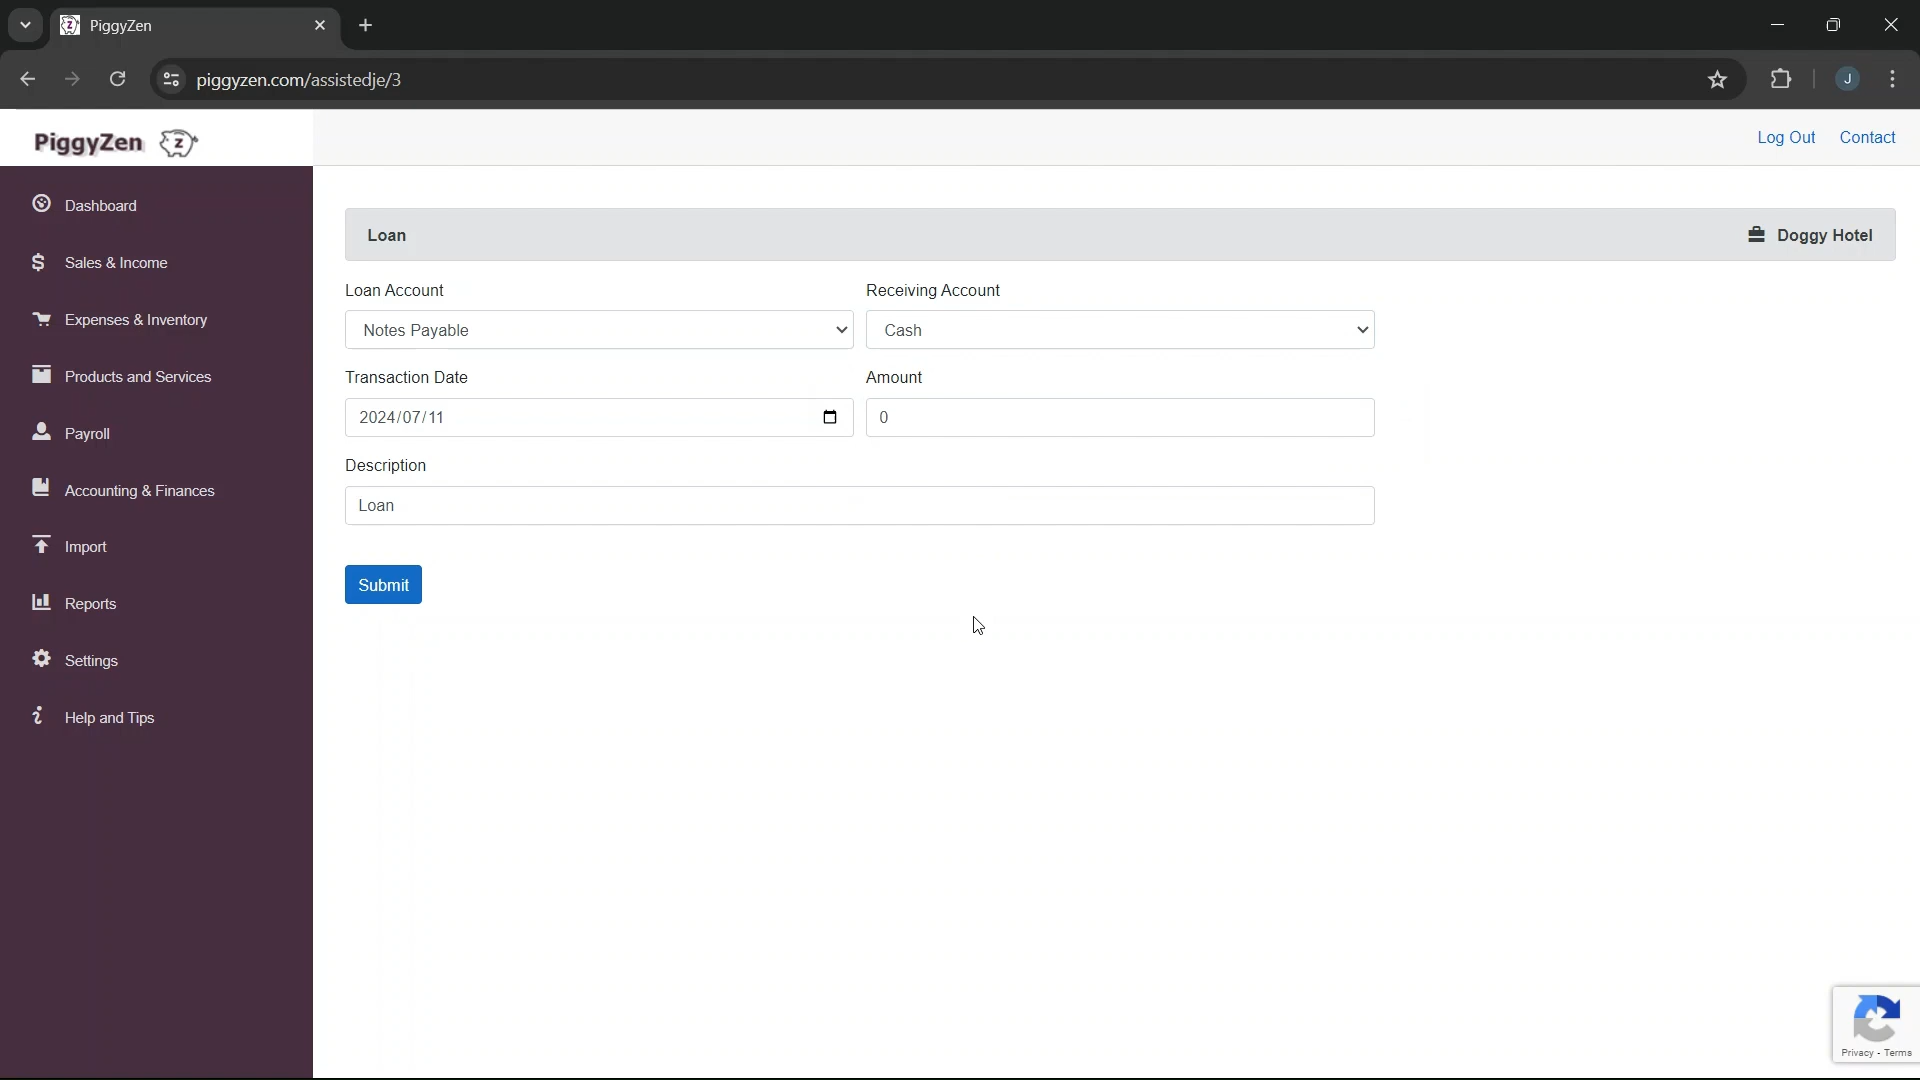 PiggyZen
piggyzen.com/assistedje/3
J
PiggyZen
Z
Log Out
Contact
Dashboard
Sales & Income
Expenses & Inventory
Products and Services
Payroll
Accounting & Finances
Import
Reports
Settings
Help and Tips
Loan
Doggy Hotel
Loan Account
Receiving Account
Notes Payable
Cash
Transaction Date
Amount
2024/07/11
0
Description
Loan
Submit
Privacy - Terms